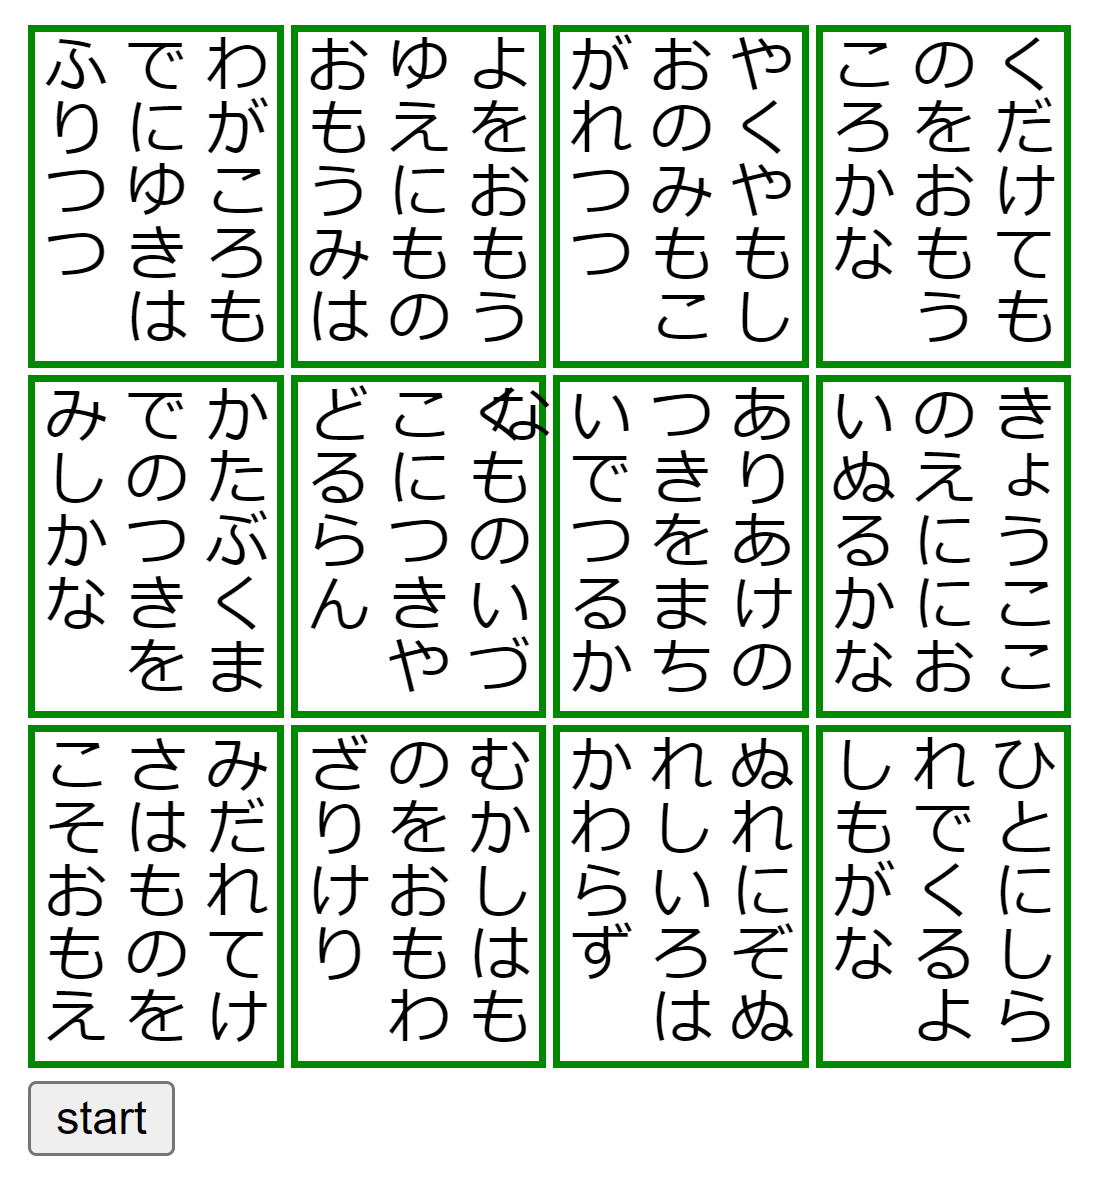 くだけても
のをおもう
ころかな
やくやもし
おのみもこ
がれつつ
よをおもう
ゆえにもの
おもうみは
わがころも
でにゆきは
ふりつつ
きょうここ
のえににお
いぬるかな
ありあけの
つきをまち
いでつるか
くなものいづ
こにつきや
どるらん
かたぶくま
でのつきを
みしかな
ひとにしら
れでくるよ
しもがな
ぬれにぞぬ
れしいろは
かわらず
むかしはも
のをおもわ
ざりけり
みだれてけ
さはものを
こそおもえ
start